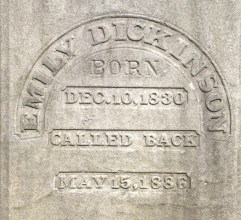 EMILY DICKINSON
BORN
DEC. 10. 1830
CALLED BACK
MAY 15, 1886